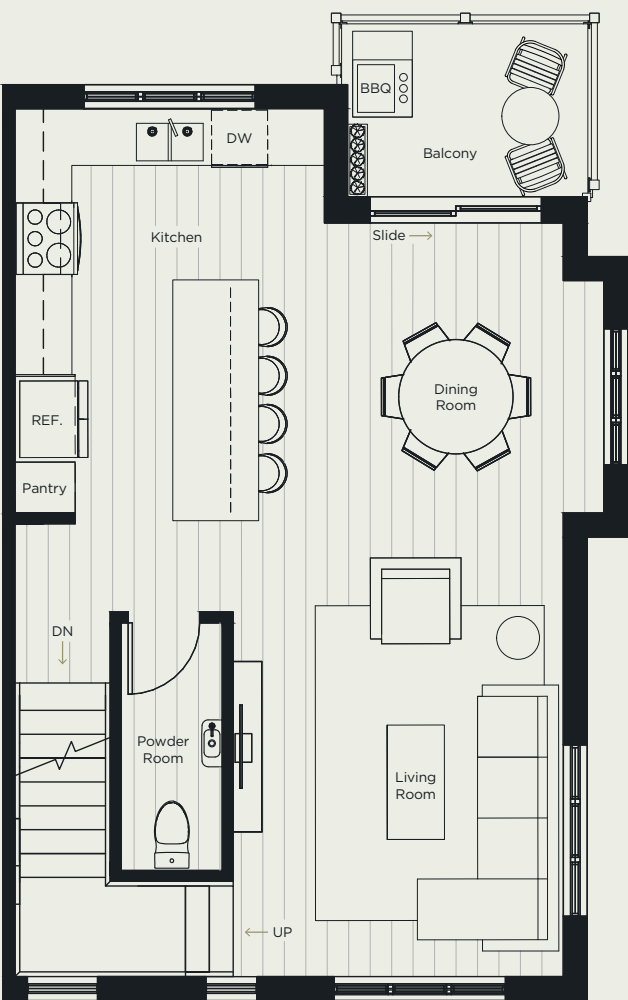 BBQ
DW
Balcony
Kitchen
Slide
Dining
Room
REF.
Pantry
DN
Powder
Room
Living
Room
UP